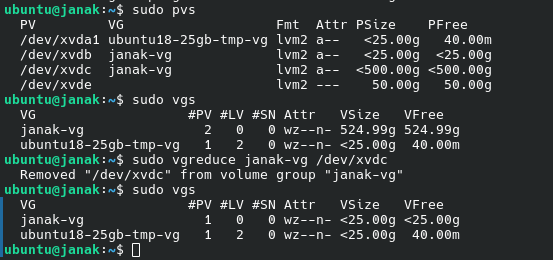 ubuntu@janak:~$ sudo pvs
  PV         VG                 Fmt  Attr PSize    PFree
  /dev/xvda1 ubuntu18-25gb-tmp-vg lvm2 a--   <25.00g   40.00m
  /dev/xvdb  janak-vg           lvm2 a--   <25.00g  <25.00g
  /dev/xvdc  janak-vg           lvm2 a--  <500.00g <500.00g
  /dev/xvde                     lvm2 ---    50.00g   50.00g
ubuntu@janak:~$ sudo vgs
  VG                   #PV #LV #SN Attr   VSize   VFree
  janak-vg               2   0   0 wz--n- 524.99g 524.99g
  ubuntu18-25gb-tmp-vg   1   2   0 wz--n- <25.00g  40.00m
ubuntu@janak:~$ sudo vgreduce janak-vg /dev/xvdc
  Removed "/dev/xvdc" from volume group "janak-vg"
ubuntu@janak:~$ sudo vgs
  VG                   #PV #LV #SN Attr   VSize   VFree
  janak-vg               1   0   0 wz--n- <25.00g <25.00g
  ubuntu18-25gb-tmp-vg   1   2   0 wz--n- <25.00g  40.00m
ubuntu@janak:~$